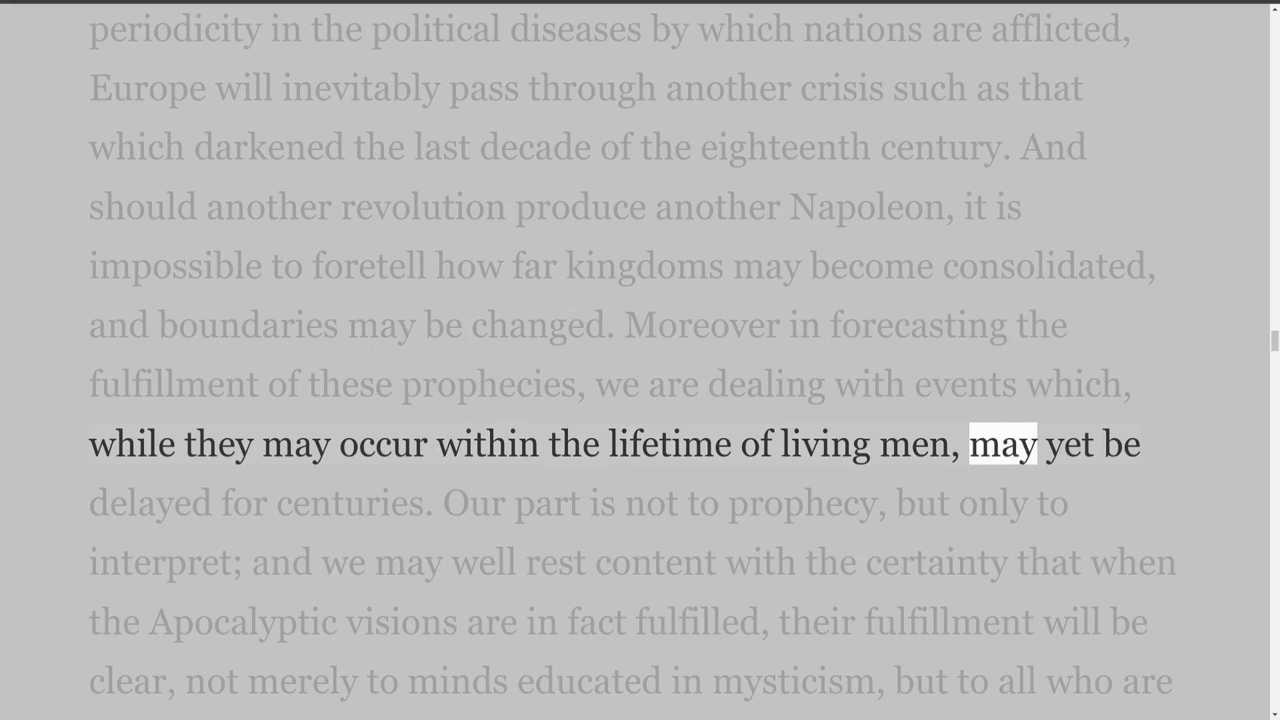 periodicity in the political diseases by which nations are afflicted,
Europe will inevitably pass through another crisis such as that
which darkened the last decade of the eighteenth century. And
should another revolution produce another Napoleon, it is
impossible to foretell how far kingdoms may become consolidated,
and boundaries may be changed. Moreover in forecasting the
fulfillment of these prophecies, we are dealing with events which,
while they may occur within the lifetime of living men, may yet be
delayed for centuries. Our part is not to prophecy, but only to
interpret; and we may well rest content with the certainty that when
the Apocalyptic visions are in fact fulfilled, their fulfillment will be
clear, not merely to minds educated in mysticism, but to all who are